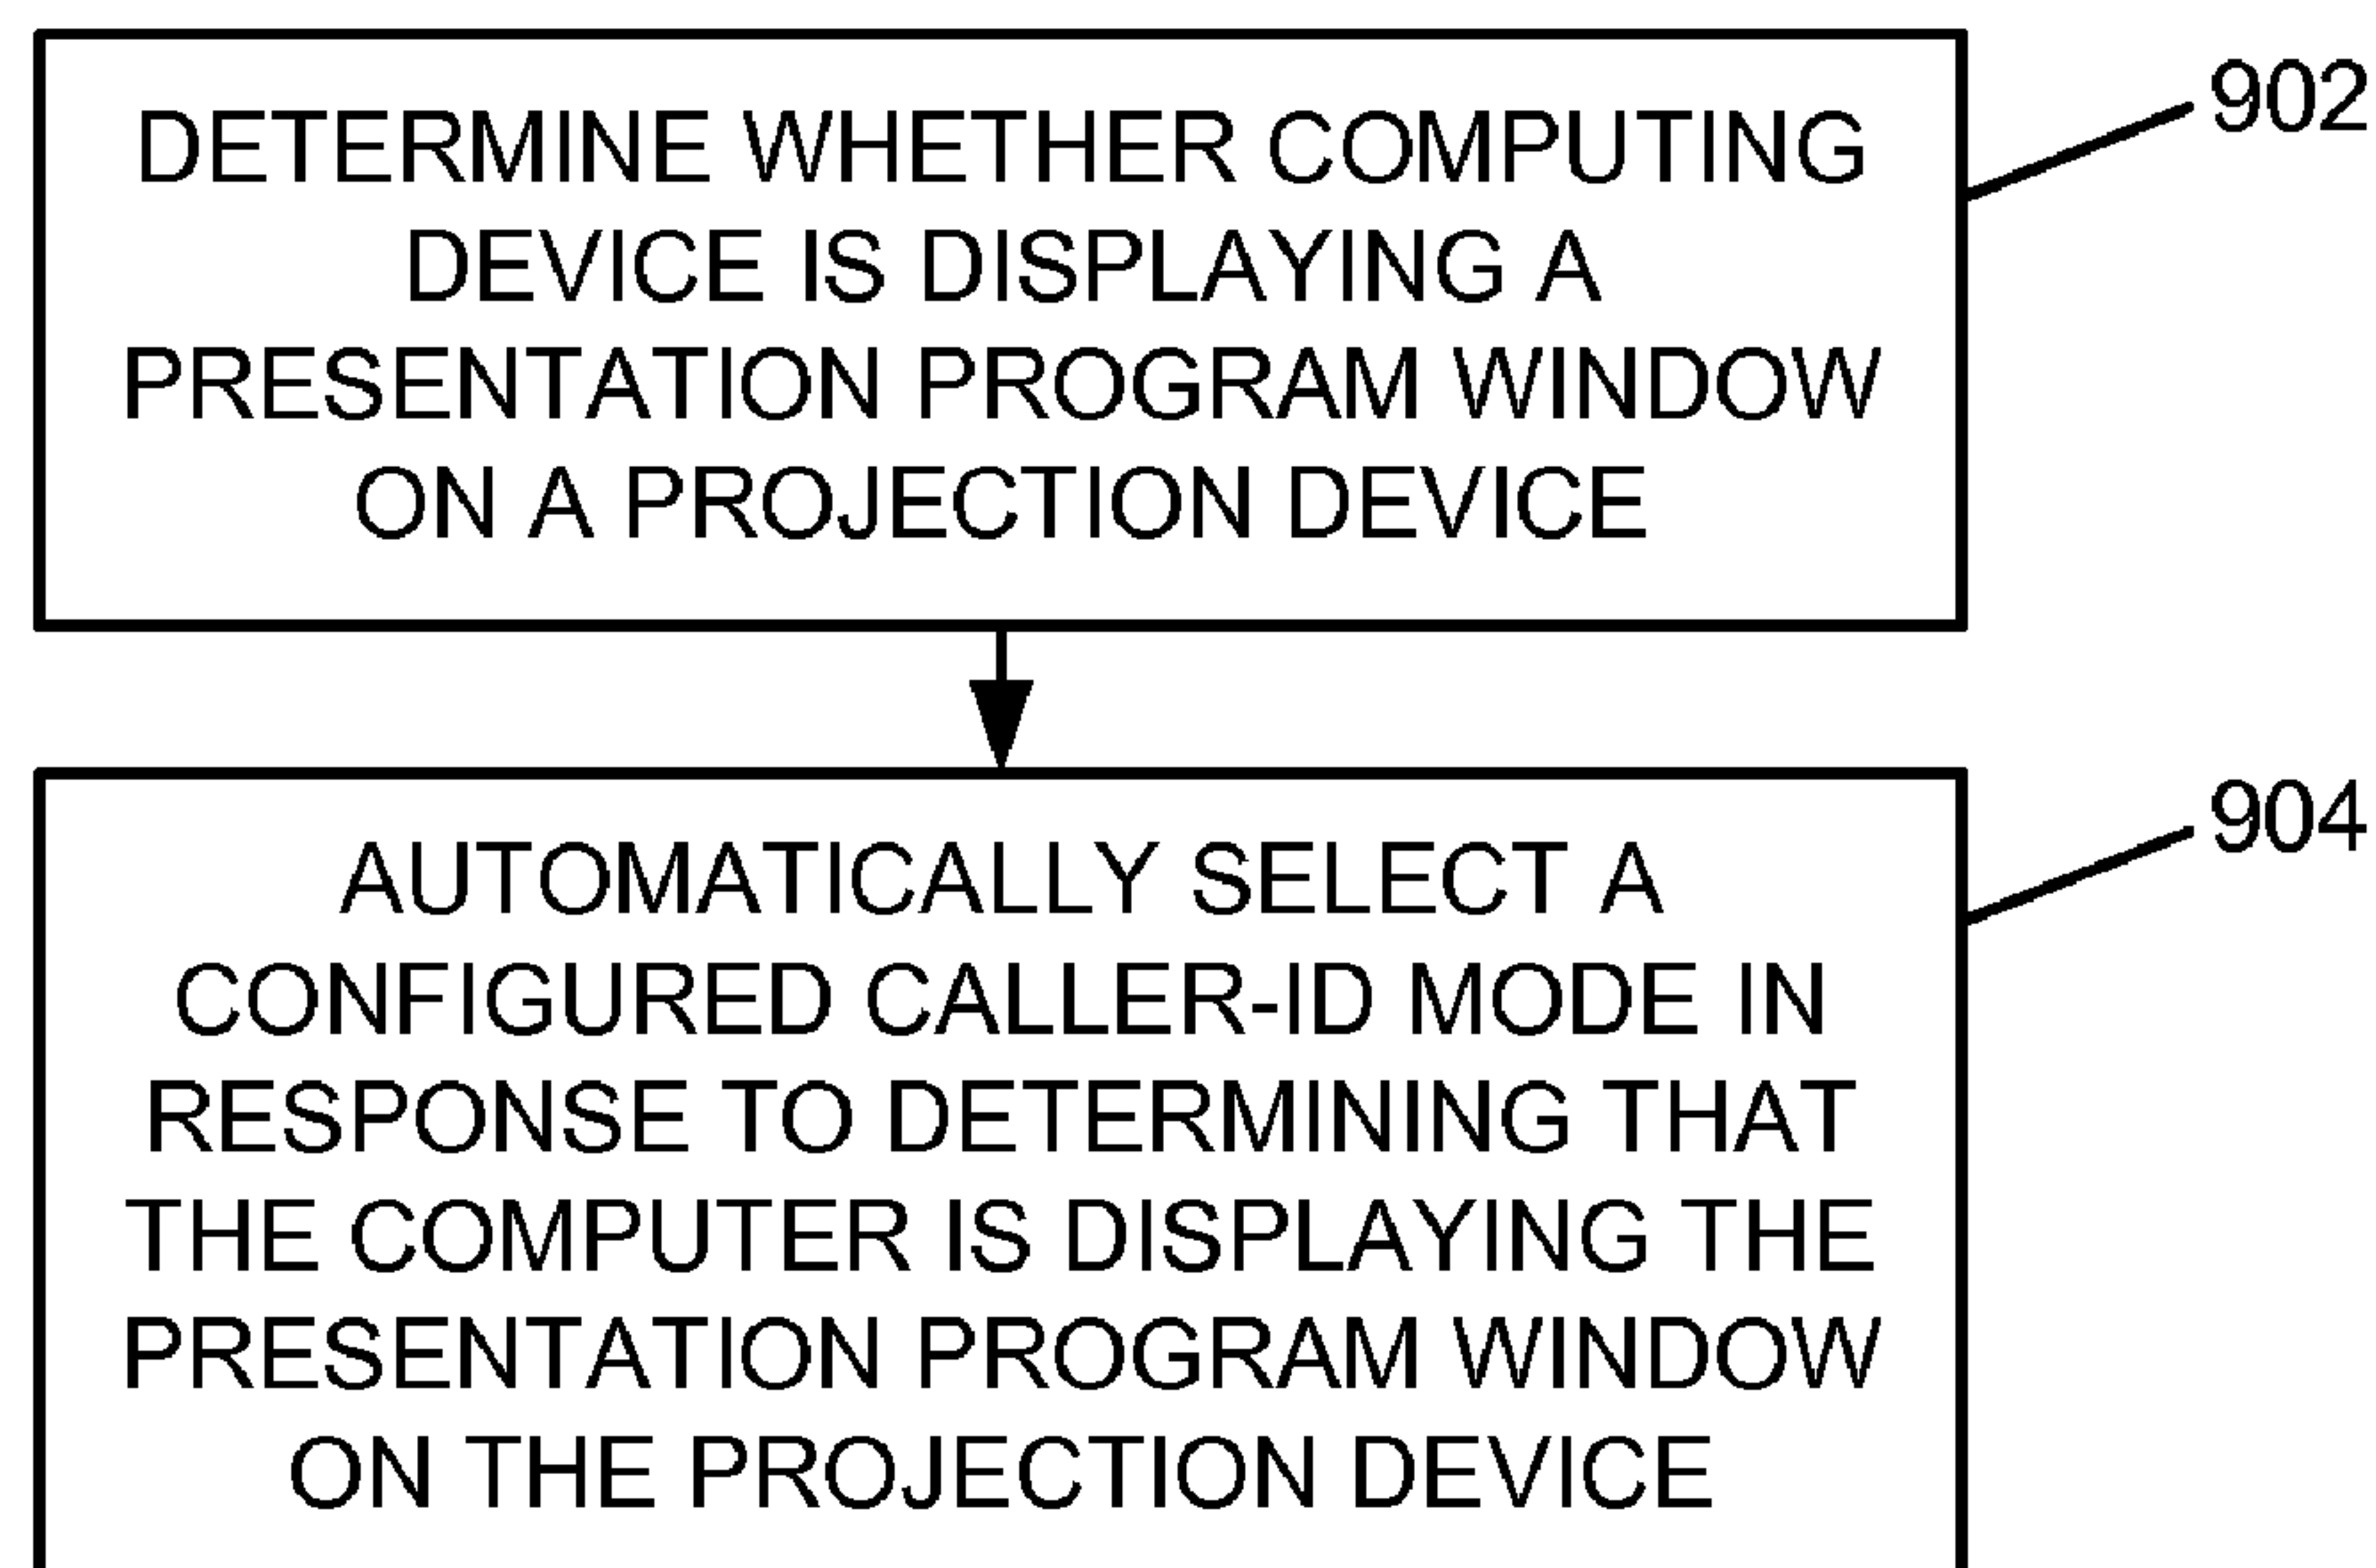 DETERMINE WHETHER COMPUTING
DEVICE IS DISPLAYING A
PRESENTATION PROGRAM WINDOW
ON A PROJECTION DEVICE
902
AUTOMATICALLY SELECT A
CONFIGURED CALLER-ID MODE IN
RESPONSE TO DETERMINING THAT
THE COMPUTER IS DISPLAYING THE
PRESENTATION PROGRAM WINDOW
ON THE PROJECTION DEVICE
904